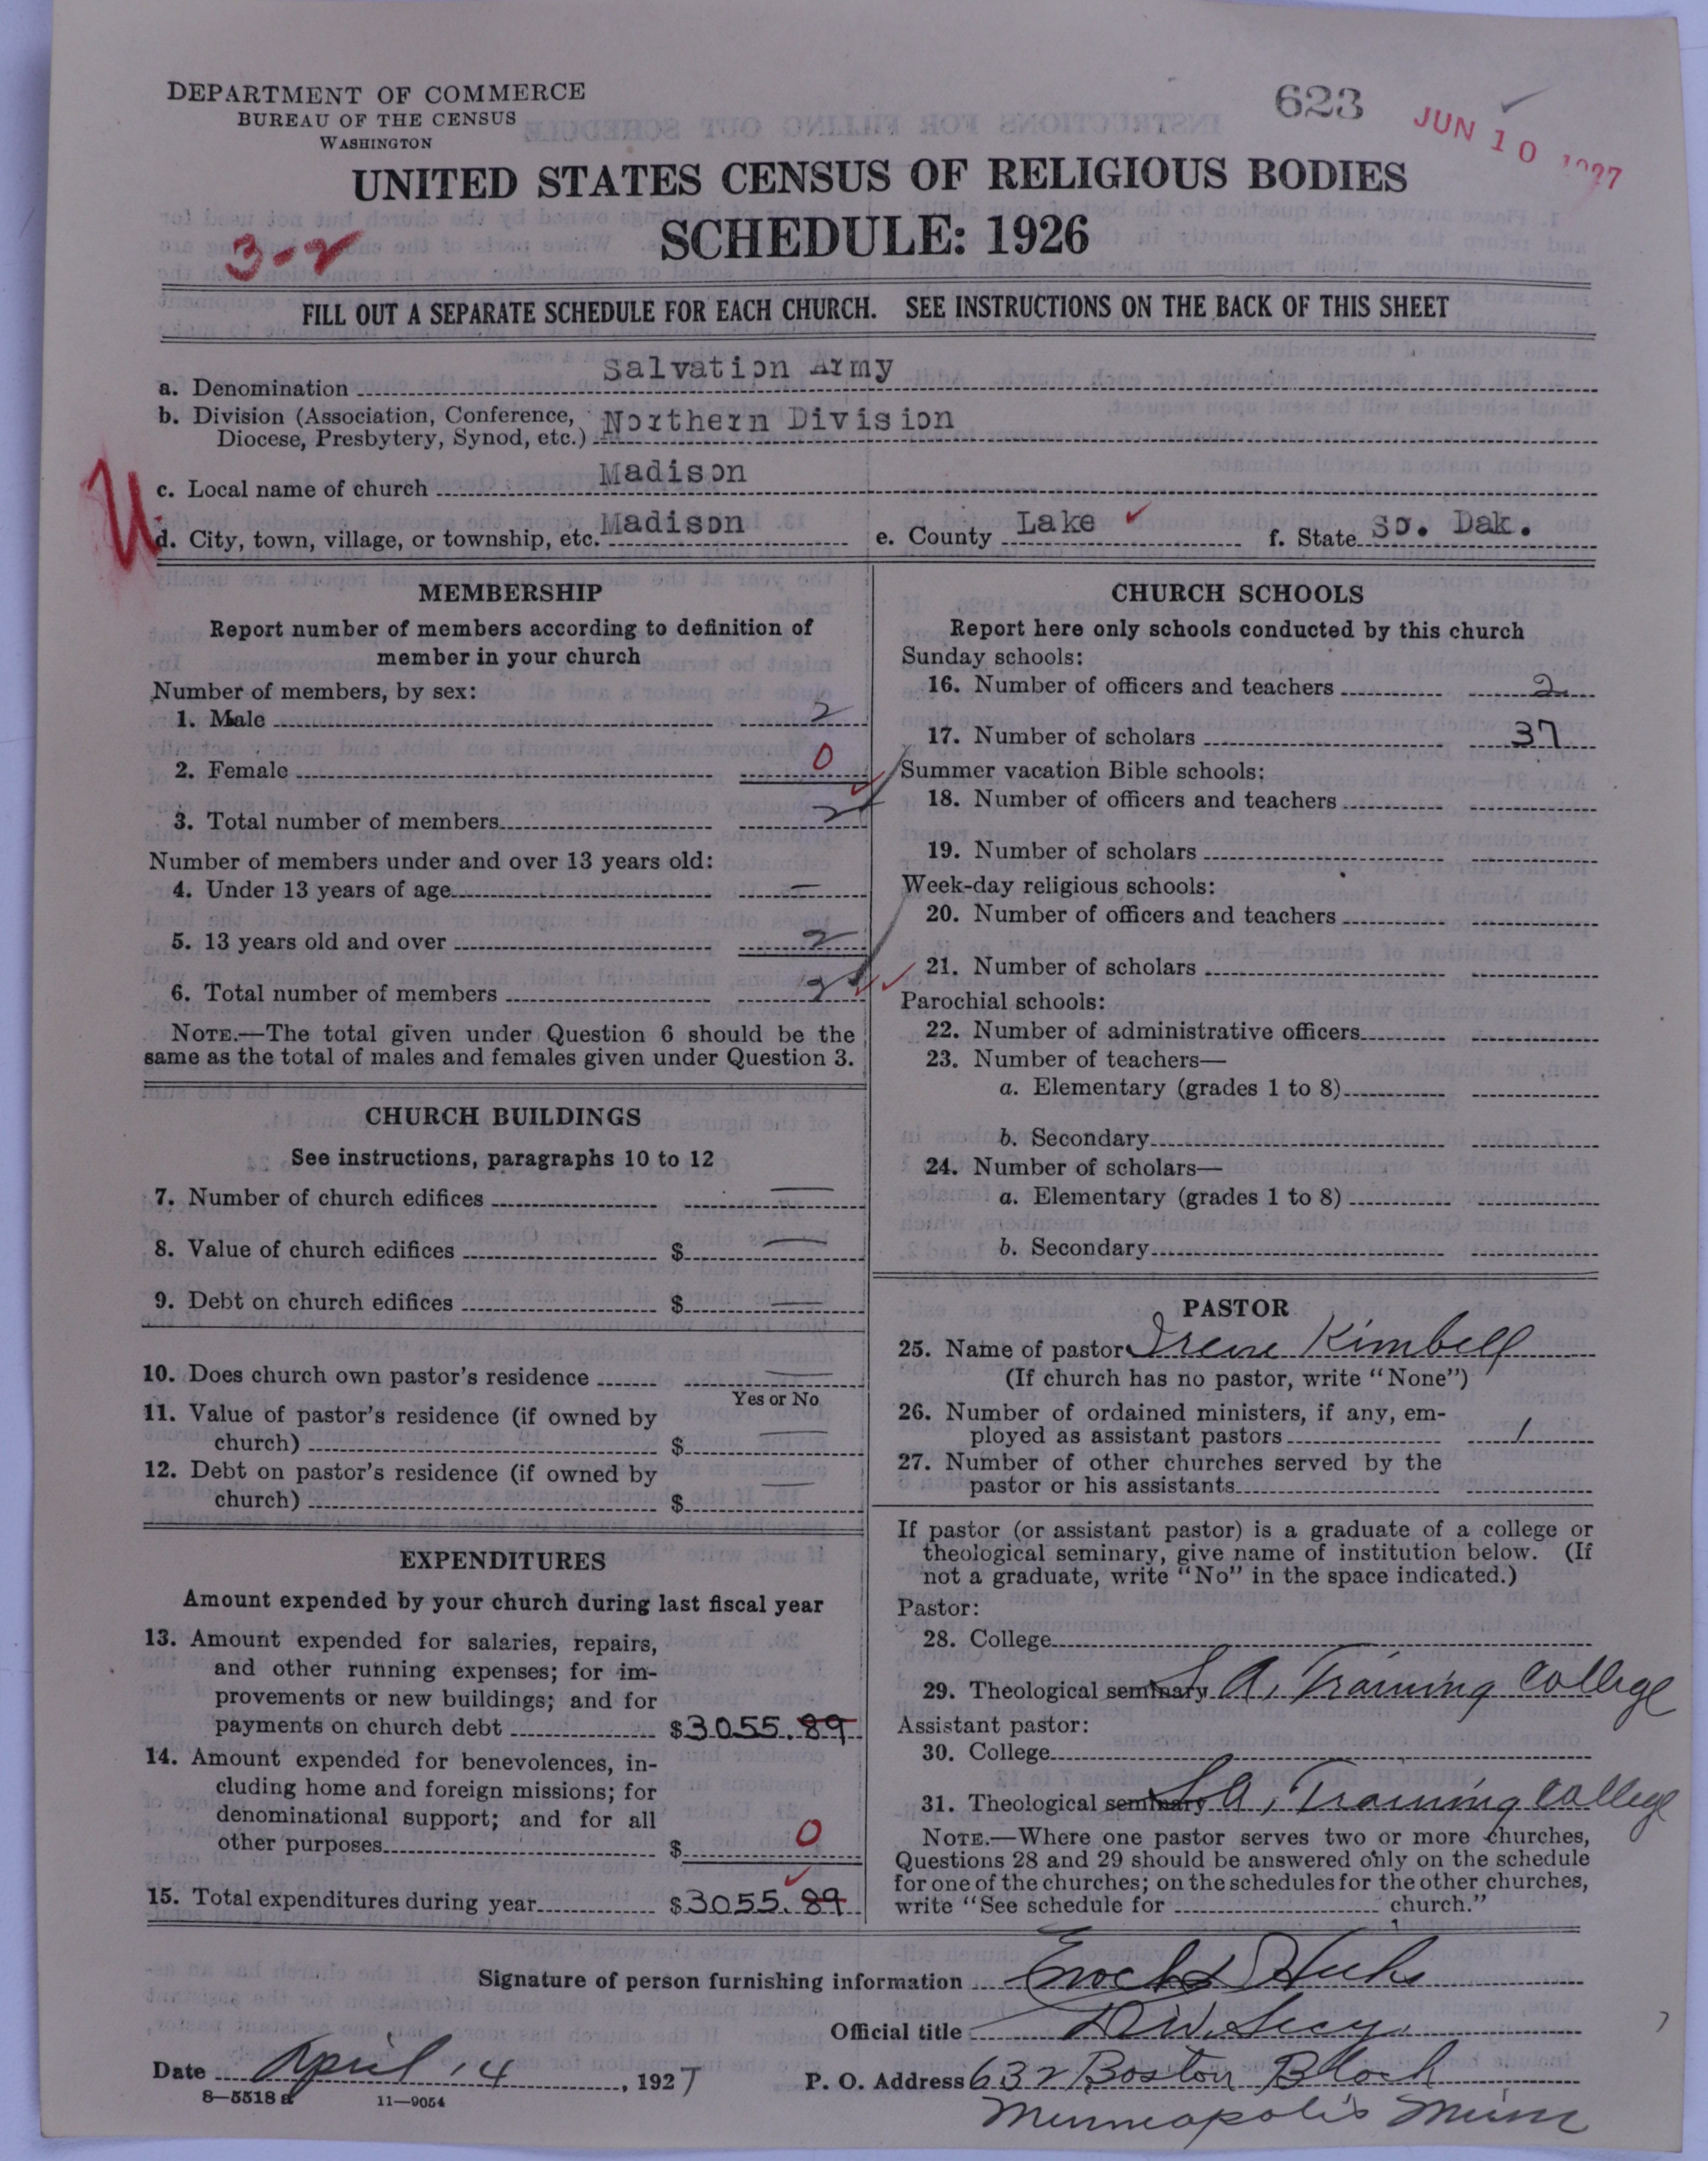 DEPARTMENT OF COMMERCE
BUREAU OF THE CENSUS
WASHINGTON
623
JUN 10 1927
UNITED STATES CENSUS OF RELIGIOUS BODIES
SCHEDULE: 1926
3-2
FILL OUT A SEPARATE SCHEDULE FOR EACH CHURCH. SEE INSTRUCTIONS ON THE BACK OF THIS SHEET
a. Denomination Salvation Army
b. Division (Association, Conference, Diocese, Presbytery, Synod, etc.) Northern Division
c. Local name of church Madison
U
d. City, town, village, or township, etc. Madison e. County Lake f. State So. Dak.
MEMBERSHIP
Report number of members according to definition of
member in your church
Number of members, by sex:
1. Male 2
2. Female 0
3. Total number of members 2
Number of members under and over 13 years old:
4. Under 13 years of age —
5. 13 years old and over 2
6. Total number of members 2
NOTE.—The total given under Question 6 should be the
same as the total of males and females given under Question 3.
CHURCH BUILDINGS
See instructions, paragraphs 10 to 12
7. Number of church edifices —
8. Value of church edifices $ —
9. Debt on church edifices $ —
10. Does church own pastor's residence —
Yes or No
11. Value of pastor's residence (if owned by
church) $ —
12. Debt on pastor's residence (if owned by
church) $ —
EXPENDITURES
Amount expended by your church during last fiscal year
13. Amount expended for salaries, repairs,
and other running expenses; for im-
provements or new buildings; and for
payments on church debt $3055.89
14. Amount expended for benevolences, in-
cluding home and foreign missions; for
denominational support; and for all
other purposes $ 0
15. Total expenditures during year $3055.89
CHURCH SCHOOLS
Report here only schools conducted by this church
Sunday schools:
16. Number of officers and teachers 2
17. Number of scholars 37
Summer vacation Bible schools:
18. Number of officers and teachers
19. Number of scholars
Week-day religious schools:
20. Number of officers and teachers
21. Number of scholars
Parochial schools:
22. Number of administrative officers
23. Number of teachers—
a. Elementary (grades 1 to 8)
b. Secondary
24. Number of scholars—
a. Elementary (grades 1 to 8)
b. Secondary
PASTOR
25. Name of pastor Irene Kimbell
(If church has no pastor, write "None")
26. Number of ordained ministers, if any, em-
ployed as assistant pastors 1
27. Number of other churches served by the
pastor or his assistants
If pastor (or assistant pastor) is a graduate of a college or
theological seminary, give name of institution below. (If
not a graduate, write "No" in the space indicated.)
Pastor:
28. College
29. Theological seminary S.A. Training College
Assistant pastor:
30. College
31. Theological seminary S.A. Training College
NOTE.—Where one pastor serves two or more churches,
Questions 28 and 29 should be answered only on the schedule
for one of the churches; on the schedules for the other churches,
write "See schedule for church."
Signature of person furnishing information Enoch
Official title Div. Secy.
Date April 14, 1927 P. O. Address 632 Boston Block
Minneapolis Minn
8-5518a 11-9054